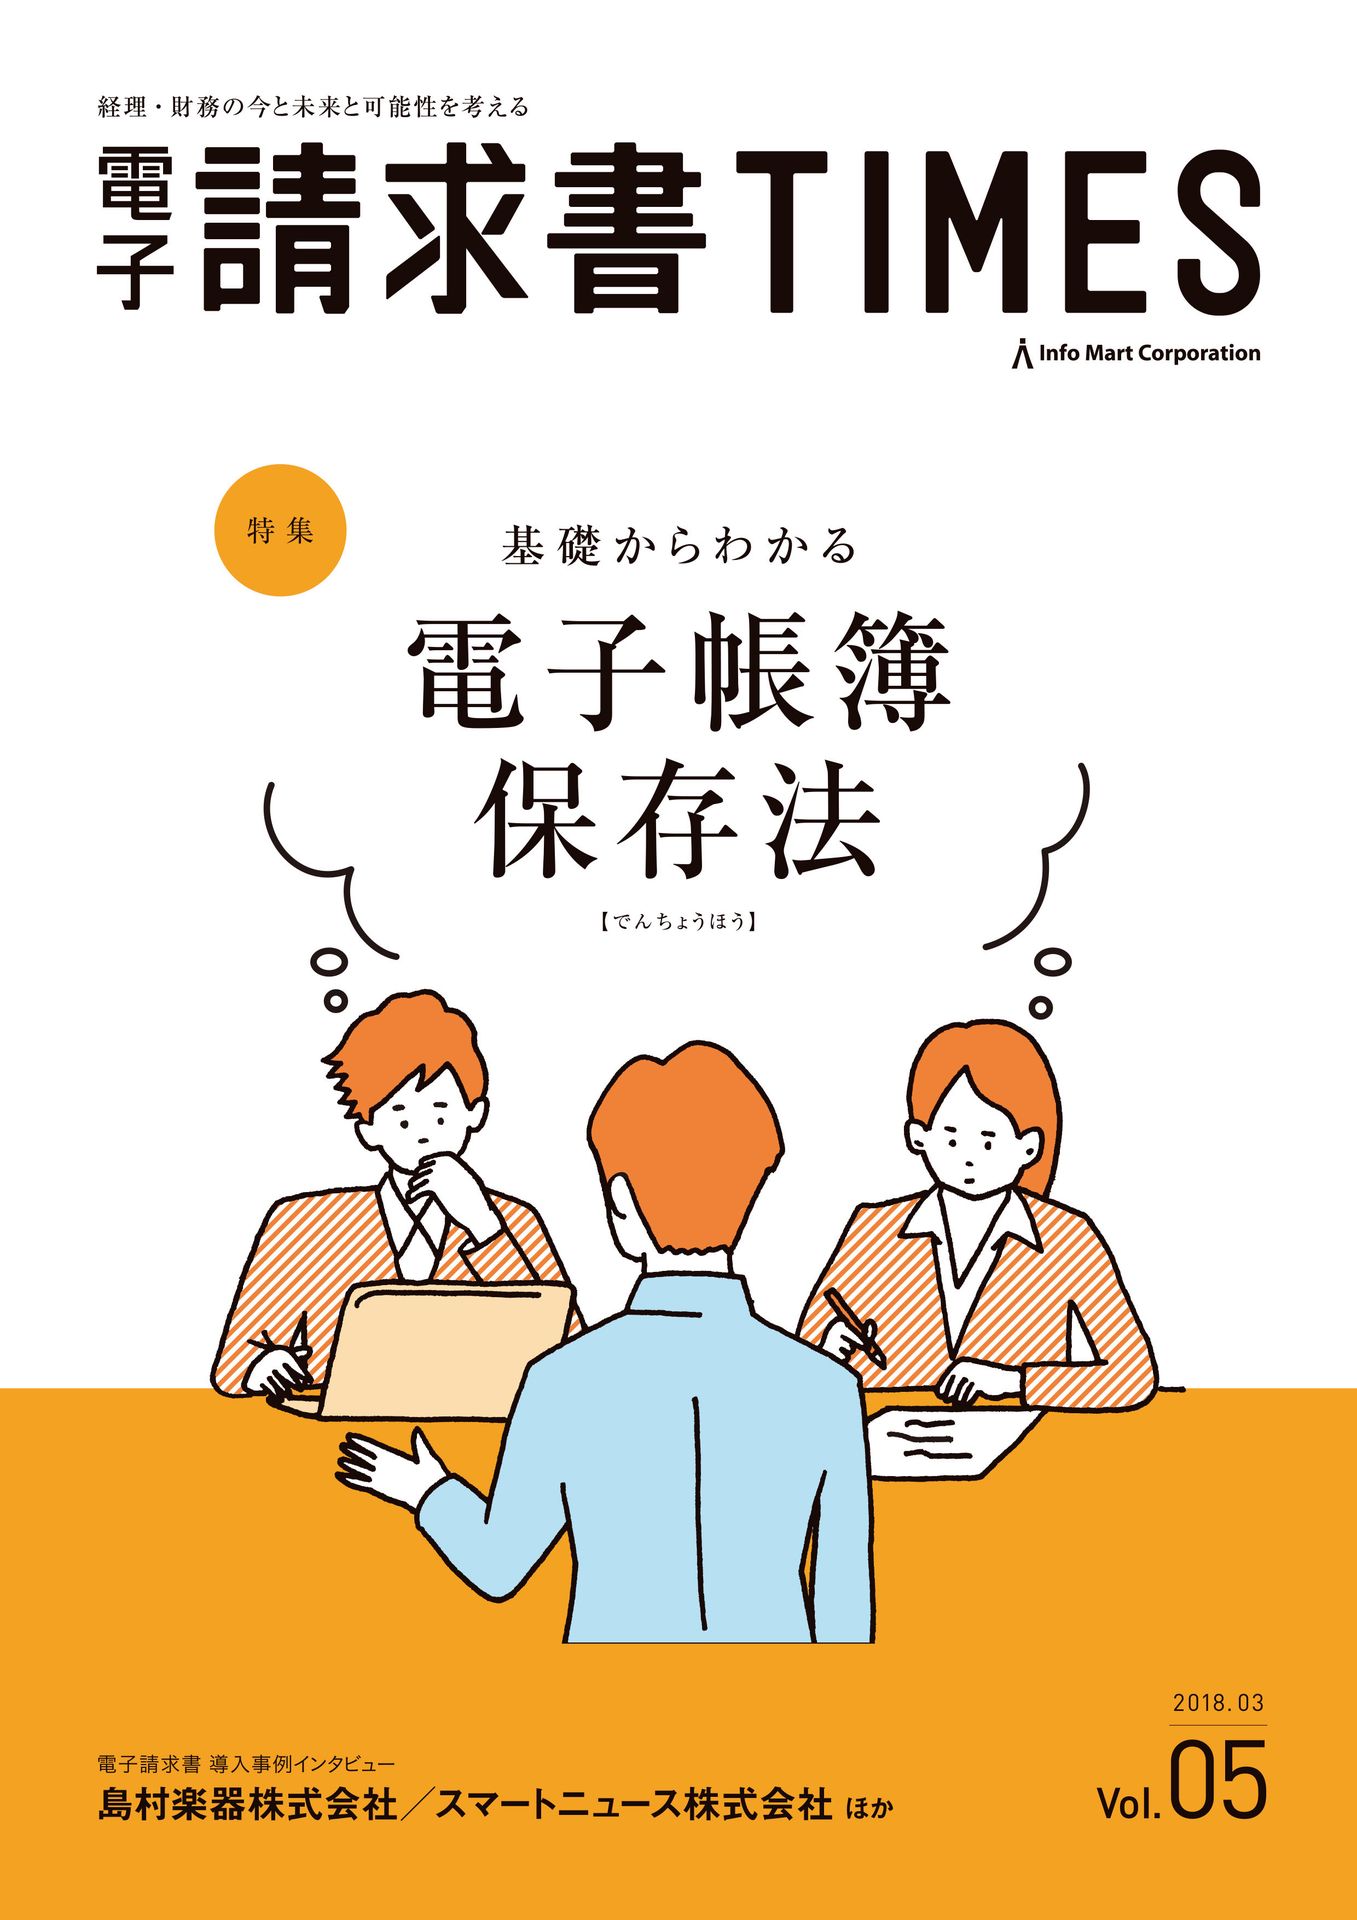 経理・財務の今と未来と可能性を考える
電子請求書TIMES
Info Mart Corporation
特集
基礎からわかる
電子帳簿
保存法
【でんちょうほう】
2018.03
Vol.05
電子請求書 導入事例インタビュー
島村楽器株式会社／スマートニュース株式会社 ほか